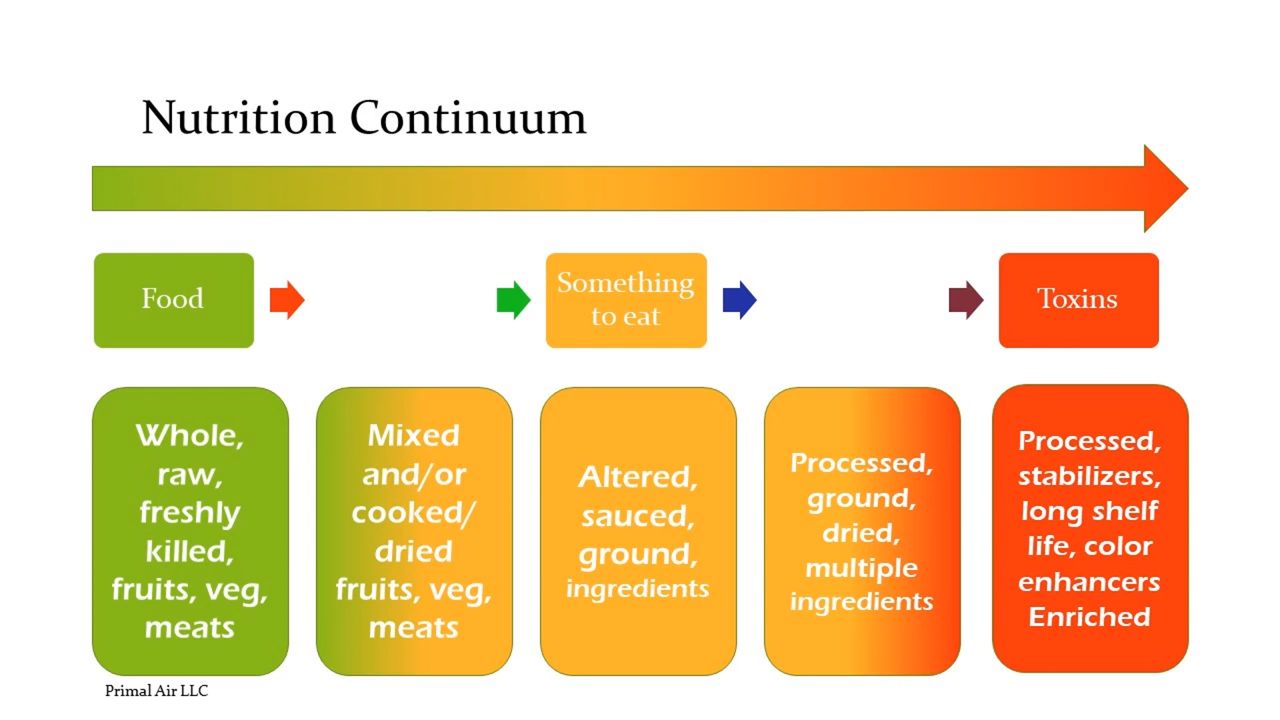 Nutrition Continuum
Food
Something
to eat
Toxins
Whole,
raw,
freshly
killed,
fruits, veg,
meats
Mixed
and/or
cooked/
dried
fruits, veg,
meats
Altered,
sauced,
ground,
ingredients
Processed,
ground,
dried,
multiple
ingredients
Processed,
stabilizers,
long shelf
life, color
enhancers
Enriched
Primal Air LLC